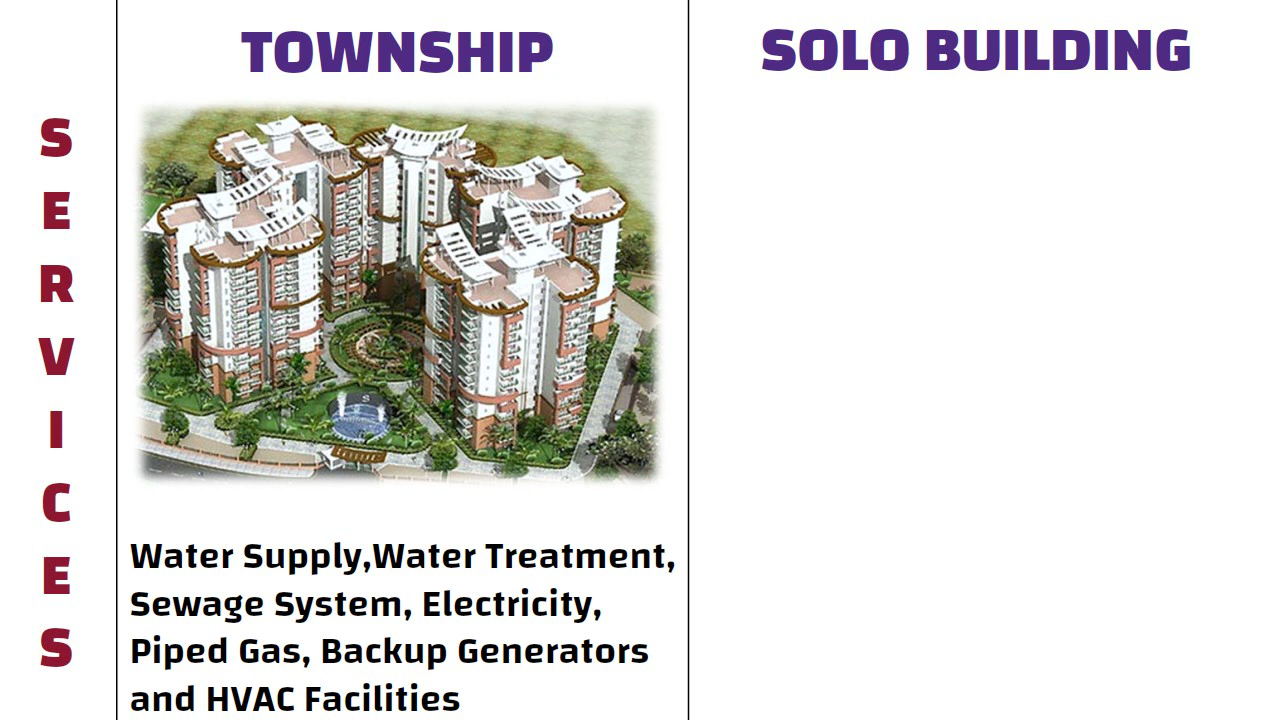 TOWNSHIP
SOLO BUILDING
S
E
R
V
I
C
E
S
Water Supply,Water Treatment,
Sewage System, Electricity,
Piped Gas, Backup Generators
and HVAC Facilities